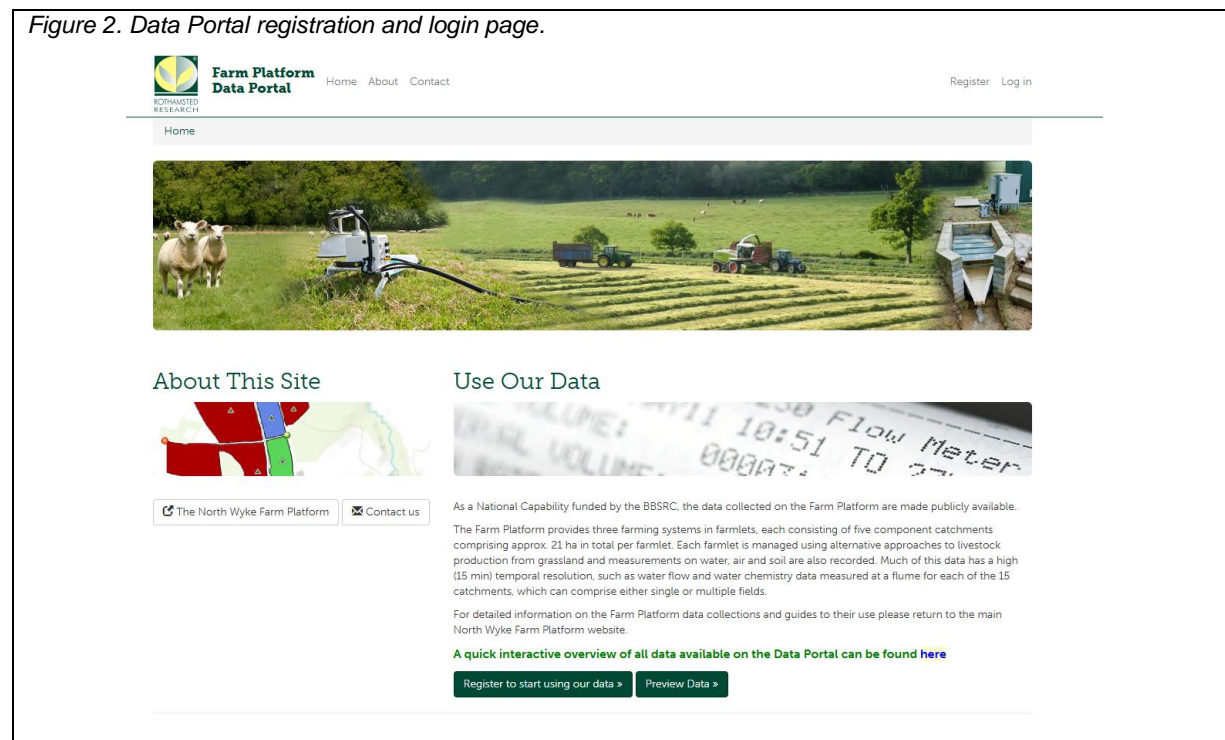 Figure 2. Data Portal registration and login page.
ROTHAMSTED
RESEARCH
Farm Platform
Data Portal
Home About Contact
Register Log in
Home
About This Site
Use Our Data
Flow Meter
VOLUME:
10:51 TO
The North Wyke Farm Platform
Contact us
As a National Capability funded by the BBSRC, the data collected on the Farm Platform are made publicly available.
The Farm Platform provides three farming systems in farmlets, each consisting of five component catchments
comprising approx. 21 ha in total per farmlet. Each farmlet is managed using alternative approaches to livestock
production from grassland and measurements on water, air and soil are also recorded. Much of this data has a high
(15 min) temporal resolution, such as water flow and water chemistry data measured at a flume for each of the 15
catchments, which can comprise either single or multiple fields.
For detailed information on the Farm Platform data collections and guides to their use please return to the main
North Wyke Farm Platform website.
A quick interactive overview of all data available on the Data Portal can be found here
Register to start using our data »
Preview Data »